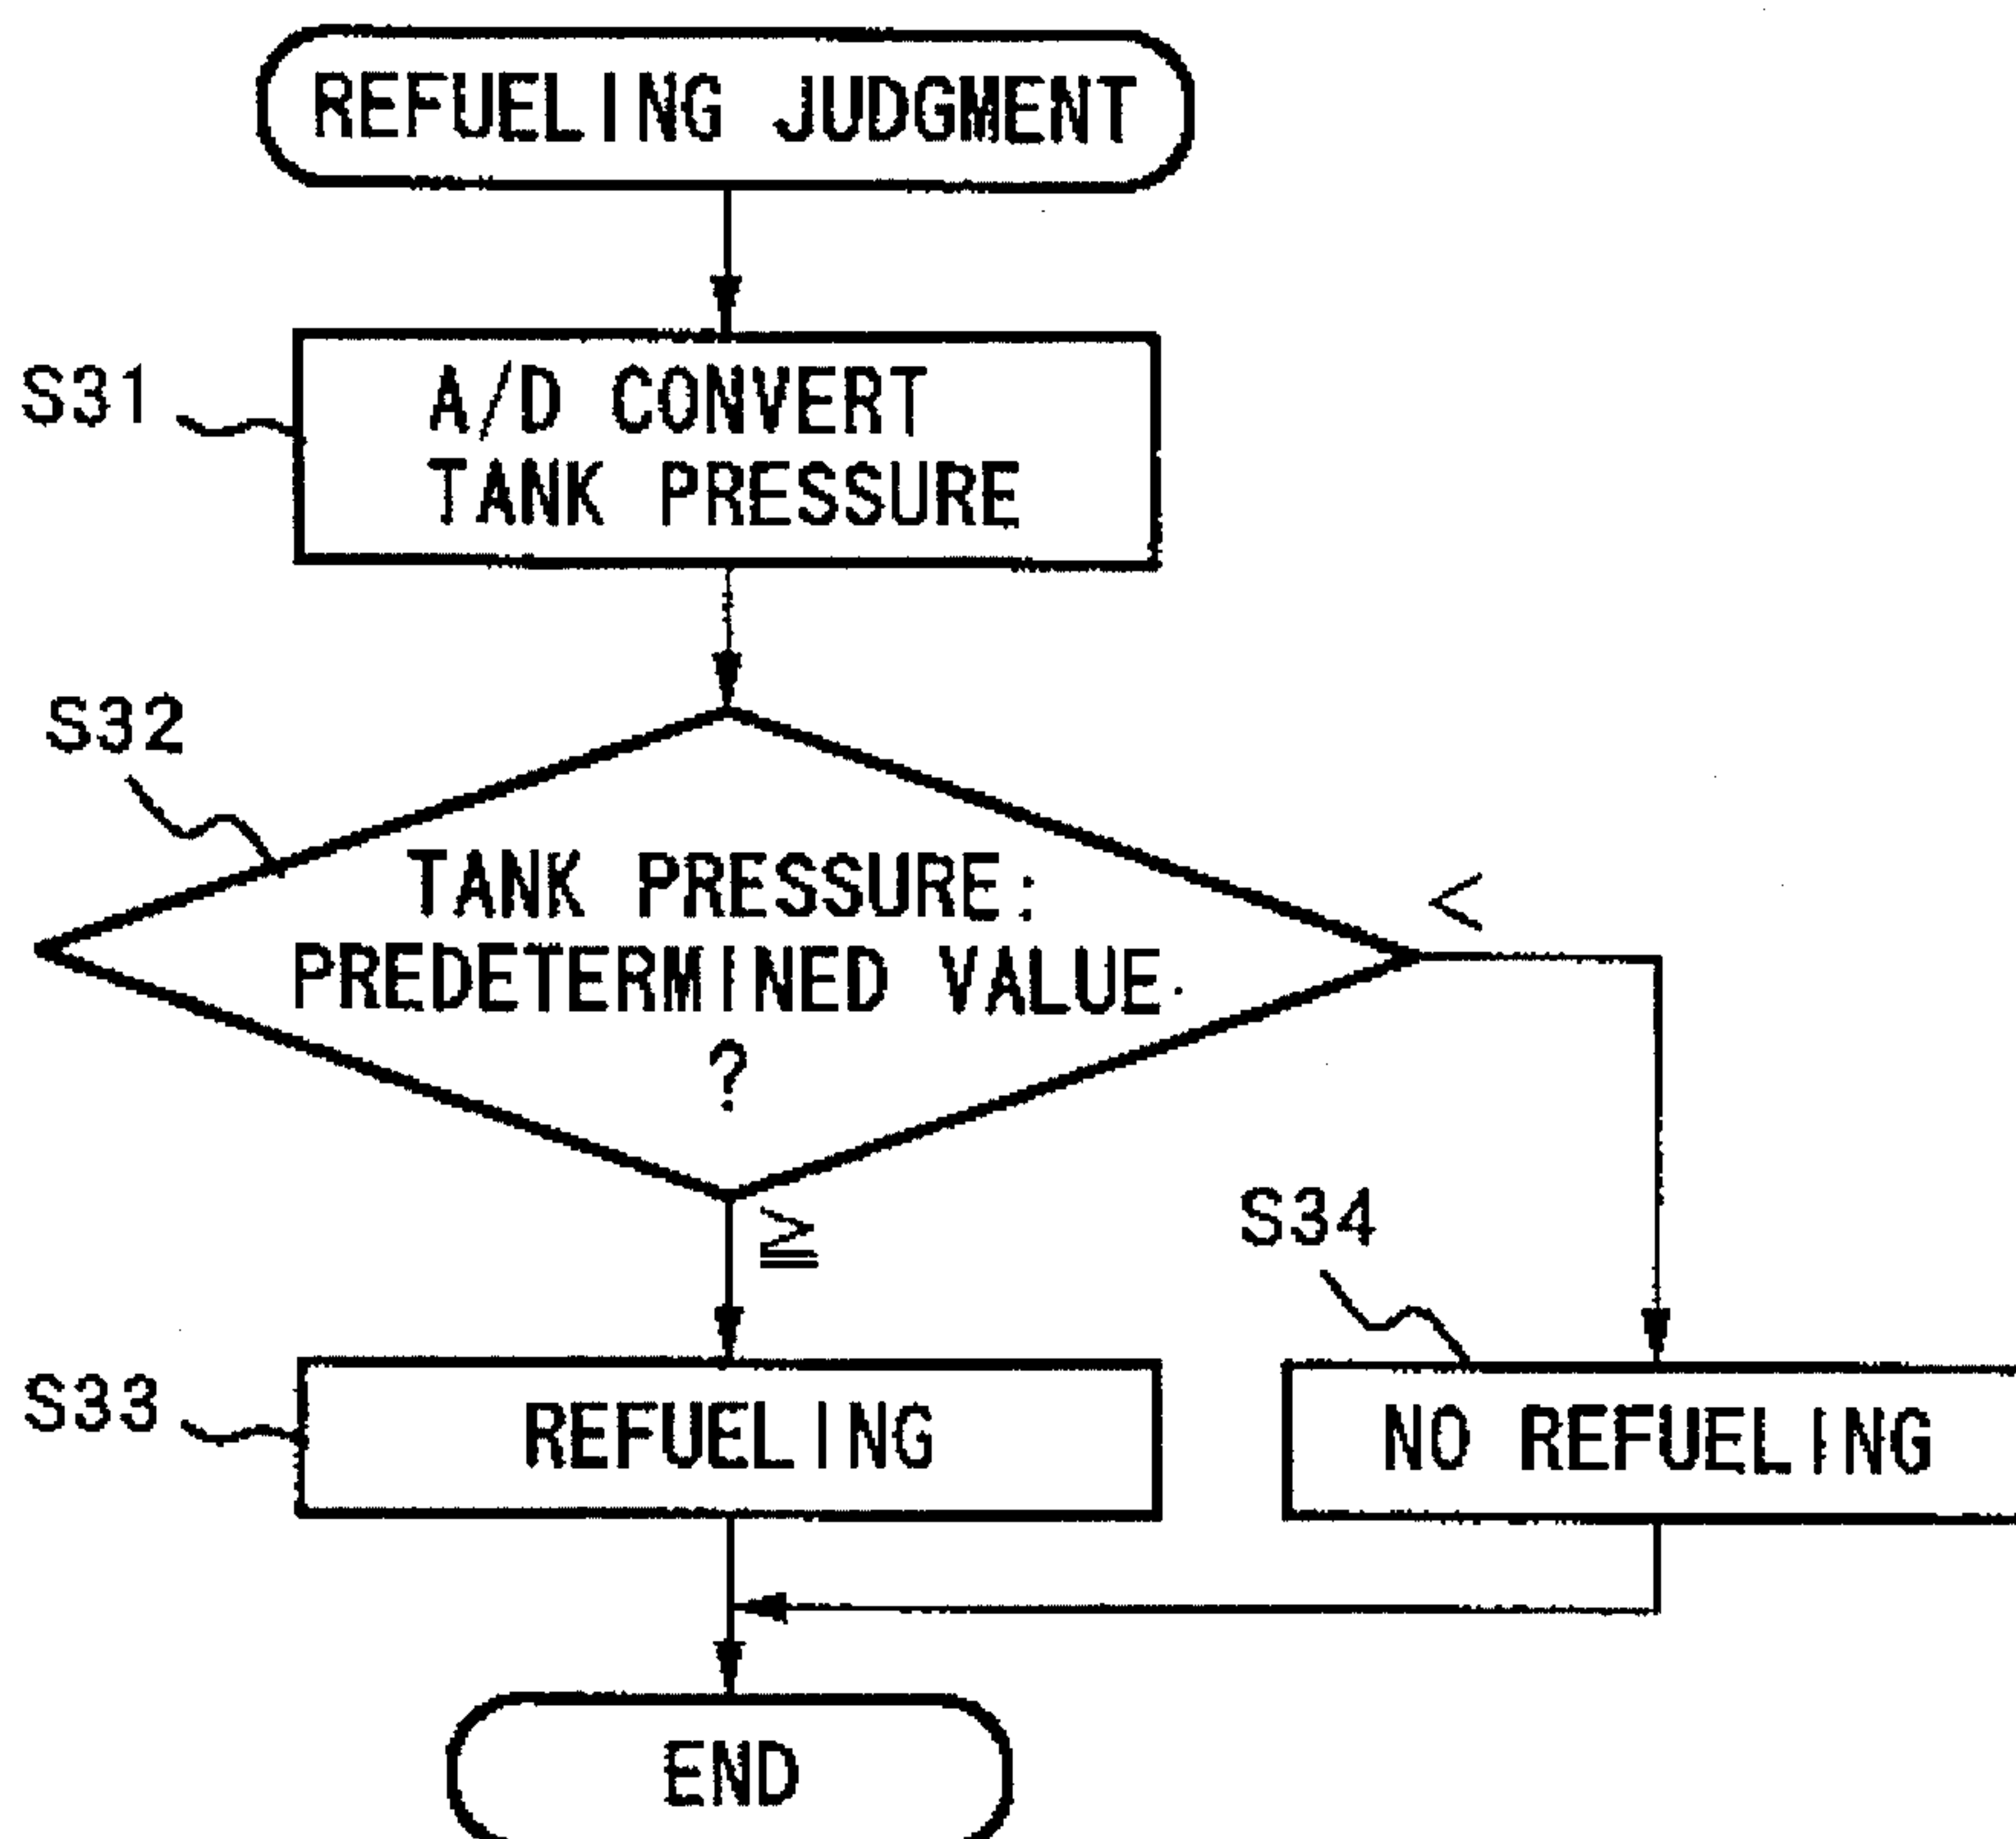 REFUELING JUDGMENT
S31
A/D CONVERT
TANK PRESSURE
S32
TANK PRESSURE:
PREDETERMINED VALUE
?
<
≧
S34
S33
REFUELING
NO REFUELING
END